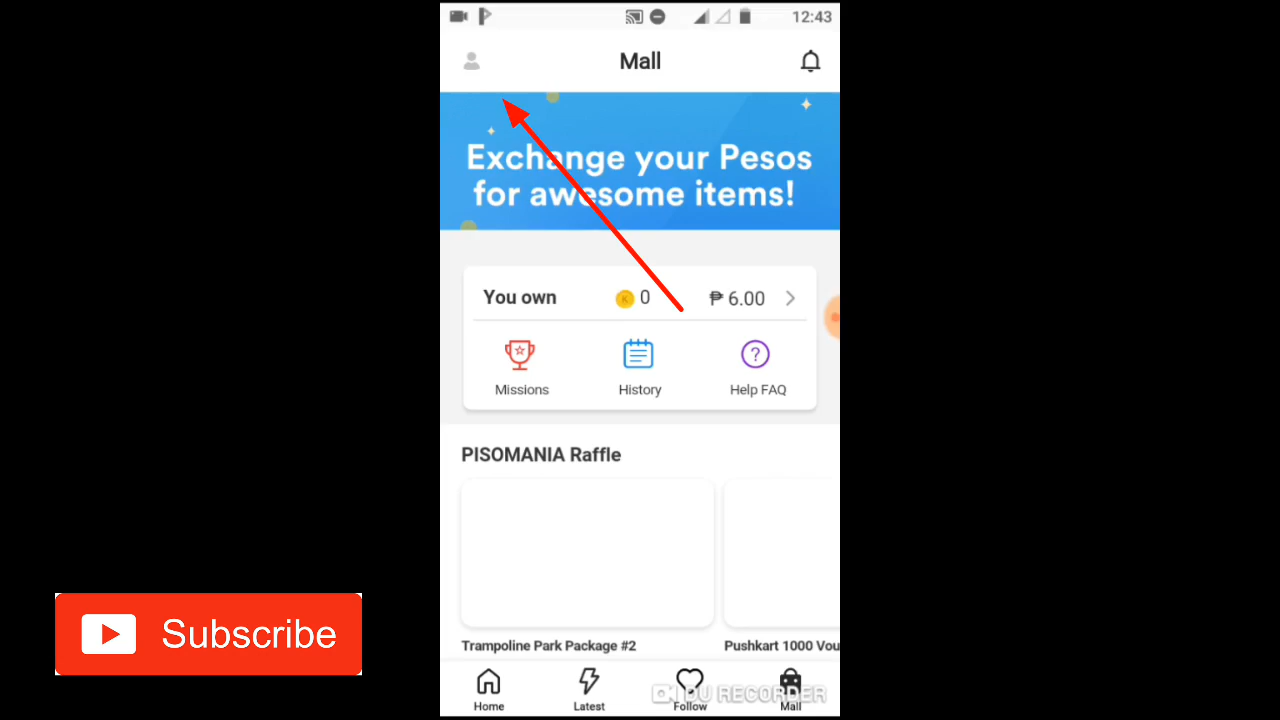 12:43
Mall
Exchange your Pesos
for awesome items!
You own
K
0
₱ 6.00
?
Missions
History
Help FAQ
PISOMANIA Raffle
Trampoline Park Package #2
Pushkart 1000 Vou
Subscribe
DU RECORDER
Home
Latest
Follow
Mall